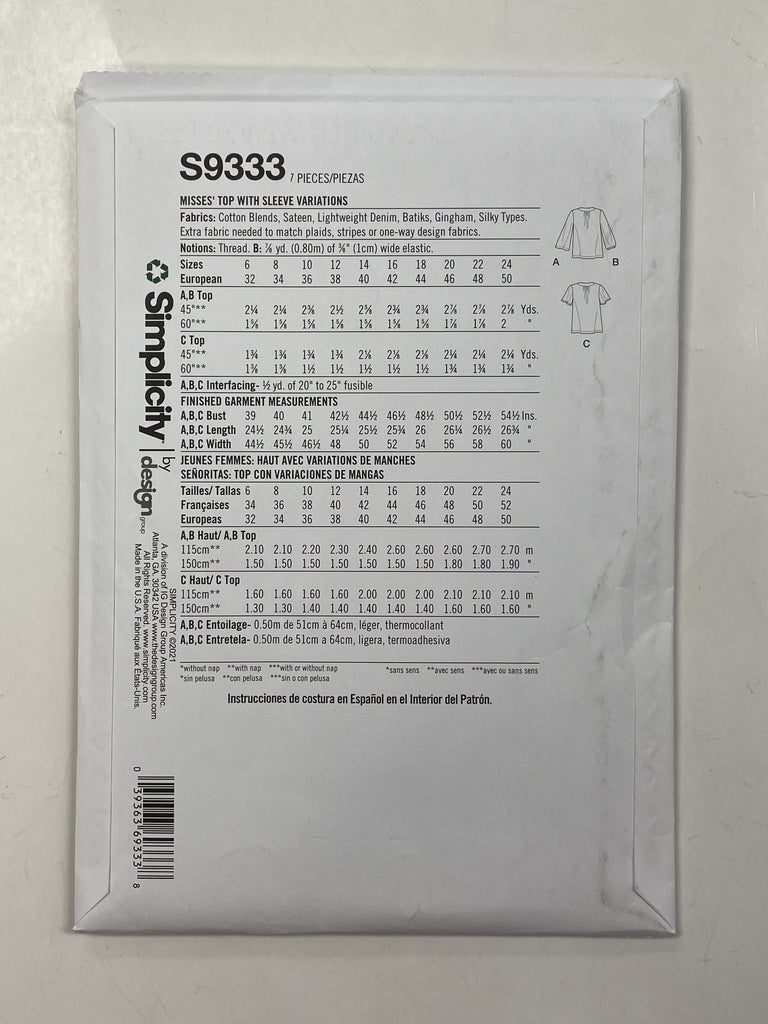 S9333 7 PIECES/PIEZAS
MISSES' TOP WITH SLEEVE VARIATIONS
Fabrics: Cotton Blends, Sateen, Lightweight Denim, Batiks, Gingham, Silky Types.
Extra fabric needed to match plaids, stripes or one-way design fabrics.
Notions: Thread. B: ⅞ yd. (0.80m) of ⅜" (1cm) wide elastic.
Sizes 6 8 10 12 14 16 18 20 22 24
European 32 34 36 38 40 42 44 46 48 50
A,B Top
45"** 2¼ 2¼ 2⅜ 2½ 2⅝ 2¾ 2¾ 2⅞ 2⅞ 2⅞ Yds.
60"** 1⅝ 1⅝ 1⅝ 1⅝ 1⅝ 1⅝ 1⅝ 1⅞ 1⅞ 2 "
C Top
45"** 1¾ 1¾ 1¾ 1¾ 2⅛ 2⅛ 2⅛ 2¼ 2¼ 2¼ Yds.
60"** 1⅜ 1⅜ 1½ 1½ 1½ 1½ 1½ 1¾ 1¾ 1¾ "
A,B,C Interfacing- ½ yd. of 20" to 25" fusible
FINISHED GARMENT MEASUREMENTS
A,B,C Bust 39 40 41 42½ 44½ 46½ 48½ 50½ 52½ 54½ Ins.
A,B,C Length 24½ 24¾ 25 25¼ 25½ 25¾ 26 26¼ 26½ 26¾ "
A,B,C Width 44½ 45½ 46½ 48 50 52 54 56 58 60 "
JEUNES FEMMES: HAUT AVEC VARIATIONS DE MANCHES
SEÑORITAS: TOP CON VARIACIONES DE MANGAS
Tailles/ Tallas 6 8 10 12 14 16 18 20 22 24
Françaises 34 36 38 40 42 44 46 48 50 52
Europeas 32 34 36 38 40 42 44 46 48 50
A,B Haut/ A,B Top
115cm** 2.10 2.10 2.20 2.30 2.40 2.60 2.60 2.60 2.70 2.70 m
150cm** 1.50 1.50 1.50 1.50 1.50 1.50 1.50 1.80 1.80 1.90 "
C Haut/ C Top
115cm** 1.60 1.60 1.60 1.60 2.00 2.00 2.00 2.10 2.10 2.10 m
150cm** 1.30 1.30 1.40 1.40 1.40 1.40 1.40 1.60 1.60 1.60 "
A,B,C Entoilage- 0.50m de 51cm à 64cm, léger, thermocollant
A,B,C Entretela- 0.50m de 51cm a 64cm, ligera, termoadhesiva
*without nap **with nap ***with or without nap *sans sens **avec sens ***avec ou sans sens
*sin pelusa **con pelusa ***sin o con pelusa
Instrucciones de costura en Español en el Interior del Patrón.
A B
C
Simplicity | by design group
SIMPLICITY ©2021
A division of IG Design Group Americas Inc.
Atlanta, GA, 30342 USA www.thedesigngroup.com
All Rights Reserved. www.simplicity.com
Made in the U.S.A. Fabriqué aux États-Unis.
0 39363 69333 8